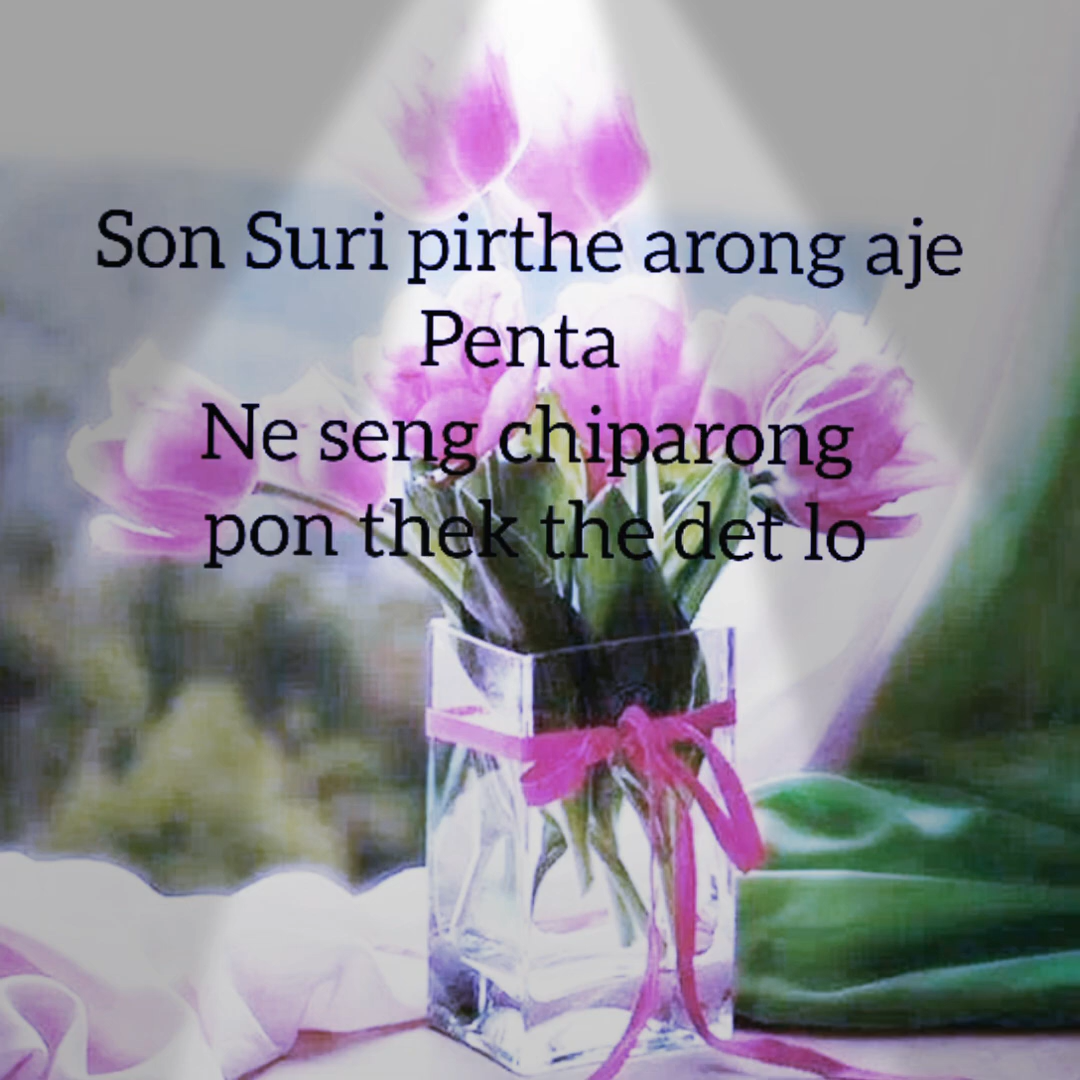 Son Suri pirthe arong aje
Penta
Ne seng chiparong
pon thek the det lo